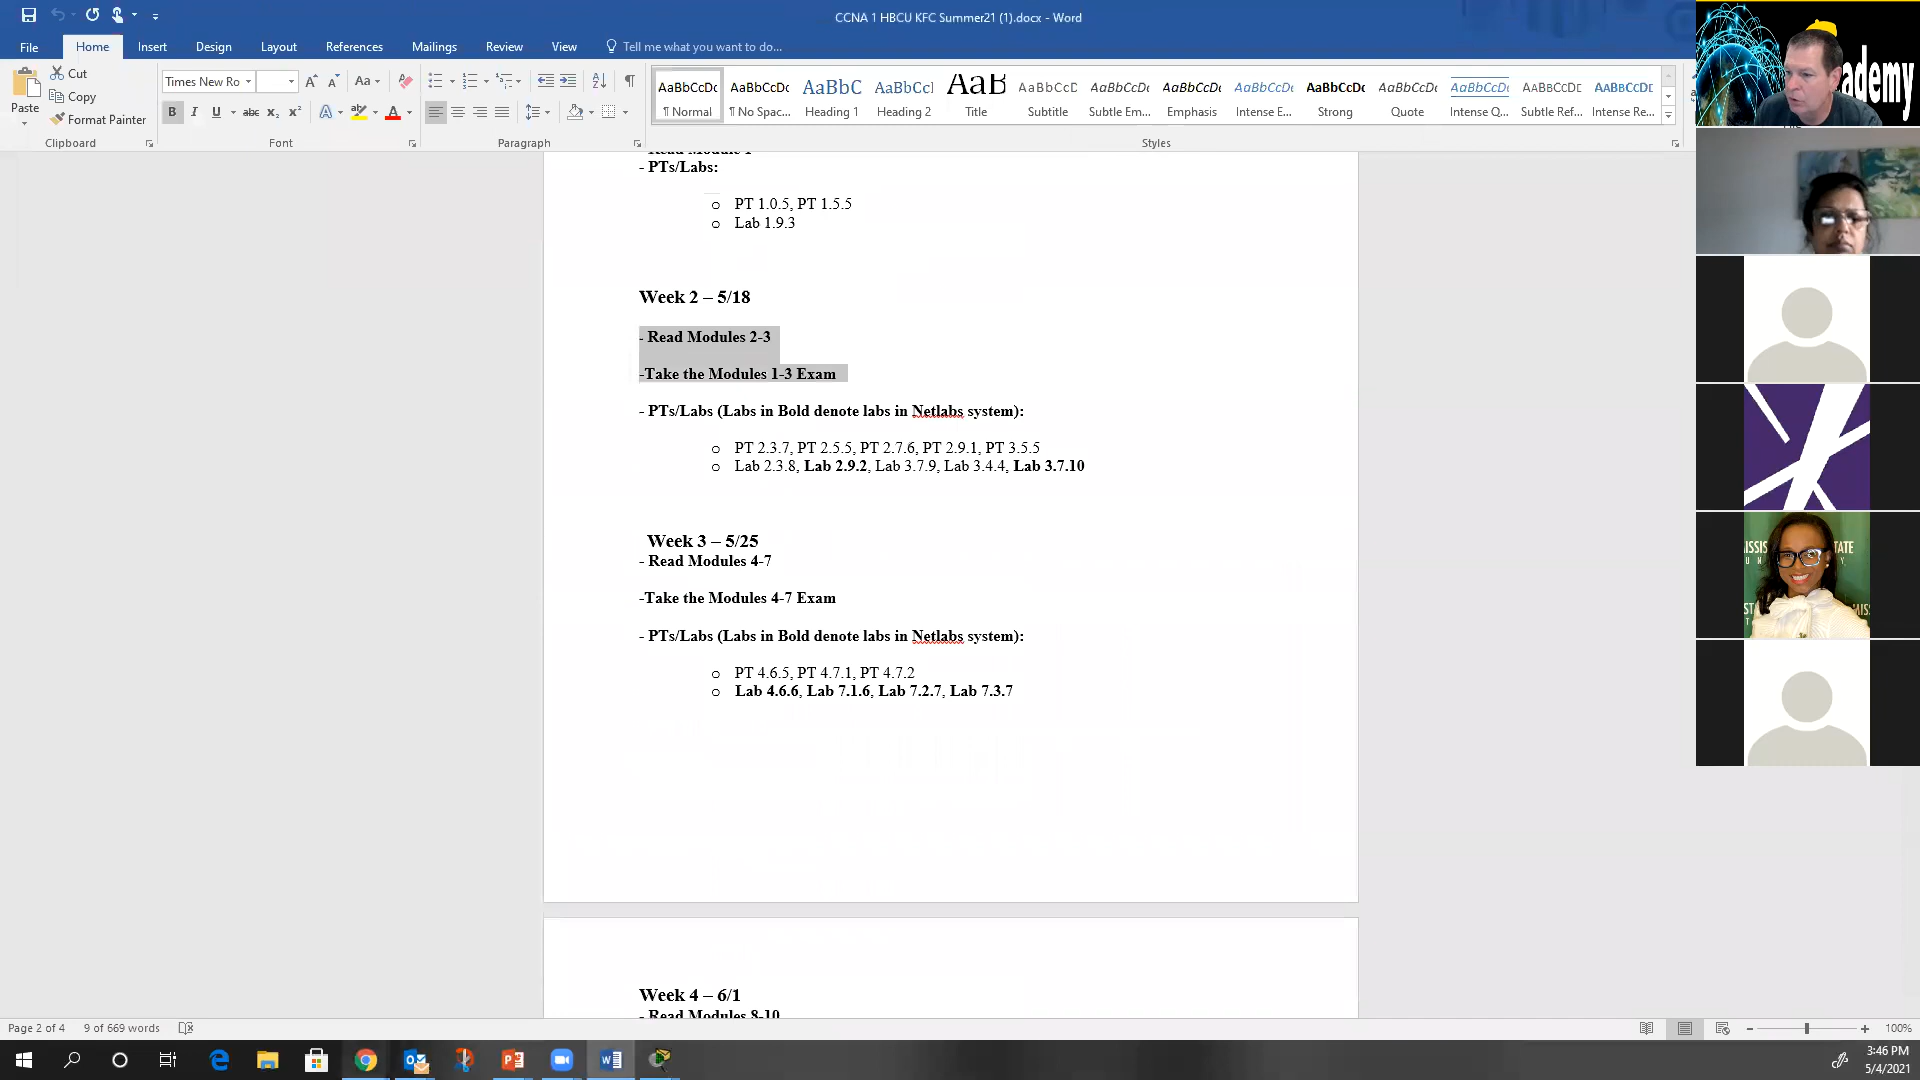 CCNA 1 HBCU KFC Summer21 (1).docx - Word
File Home Insert Design Layout References Mailings Review View Tell me what you want to do...
Paste
Cut
Copy
Format Painter
Clipboard
Times New Ro
Font
Paragraph
AaBbCcDc AaBbCcDc AaBbC AaBbCcI AaB AaBbCcD AaBbCcDc AaBbCcDc AaBbCcDc AaBbCcDc AaBbCcDc AaBbCcDc AABBCCDE AABBCCDE
¶ Normal ¶ No Spac... Heading 1 Heading 2 Title Subtitle Subtle Em... Emphasis Intense E... Strong Quote Intense Q... Subtle Ref... Intense Re...
Styles
ademy
- Read Module 1
- PTs/Labs:
o PT 1.0.5, PT 1.5.5
o Lab 1.9.3
Week 2 – 5/18
- Read Modules 2-3
-Take the Modules 1-3 Exam
- PTs/Labs (Labs in Bold denote labs in Netlabs system):
o PT 2.3.7, PT 2.5.5, PT 2.7.6, PT 2.9.1, PT 3.5.5
o Lab 2.3.8, Lab 2.9.2, Lab 3.7.9, Lab 3.4.4, Lab 3.7.10
Week 3 – 5/25
- Read Modules 4-7
-Take the Modules 4-7 Exam
- PTs/Labs (Labs in Bold denote labs in Netlabs system):
o PT 4.6.5, PT 4.7.1, PT 4.7.2
o Lab 4.6.6, Lab 7.1.6, Lab 7.2.7, Lab 7.3.7
Week 4 – 6/1
- Read Modules 8-10
Page 2 of 4 9 of 669 words
100%
3:46 PM
5/4/2021